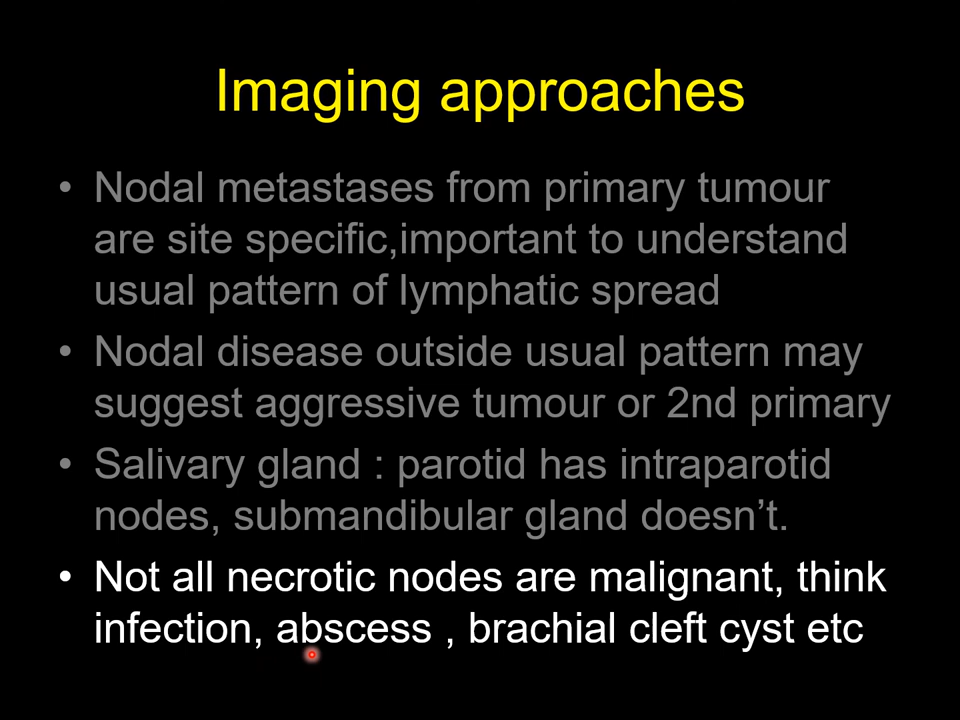 Imaging approaches
• Nodal metastases from primary tumour
are site specific,important to understand
usual pattern of lymphatic spread
• Nodal disease outside usual pattern may
suggest aggressive tumour or 2nd primary
• Salivary gland : parotid has intraparotid
nodes, submandibular gland doesn’t.
• Not all necrotic nodes are malignant, think
infection, abscess , brachial cleft cyst etc